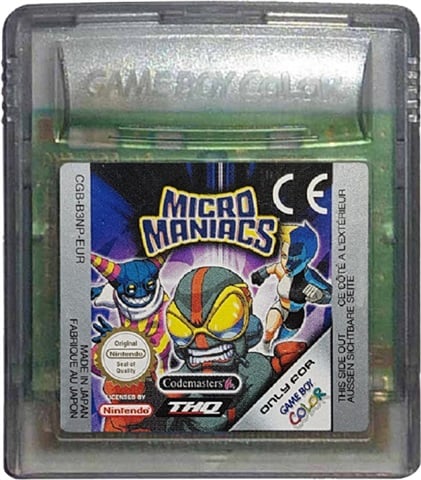 GAME BOY COLOR
CGB-B3NP-EUR
MICRO
MANIACS
CE
THIS SIDE OUT CE CÔTÉ A L'EXTÉRIEUR
AUSSEN SICHTBARE SEITE
Original
Nintendo
Seal of
Quality
MADE IN JAPAN
FABRIQUÉ AU JAPON
LICENSED BY
Nintendo
Codemasters
THQ
ONLY FOR
GAME BOY
COLOR